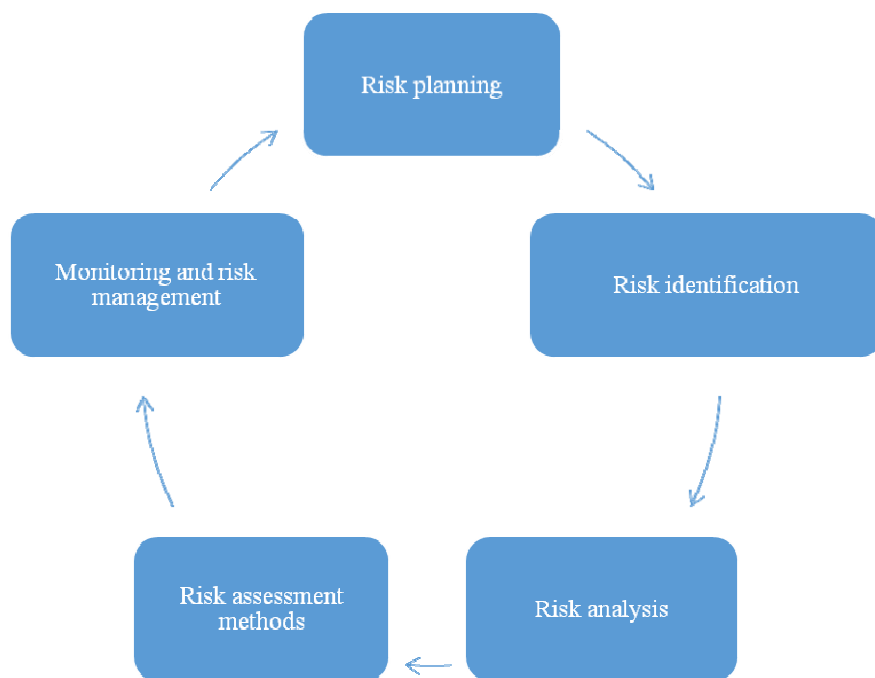 Risk planning
Risk identification
Risk analysis
Risk assessment
methods
Monitoring and risk
management